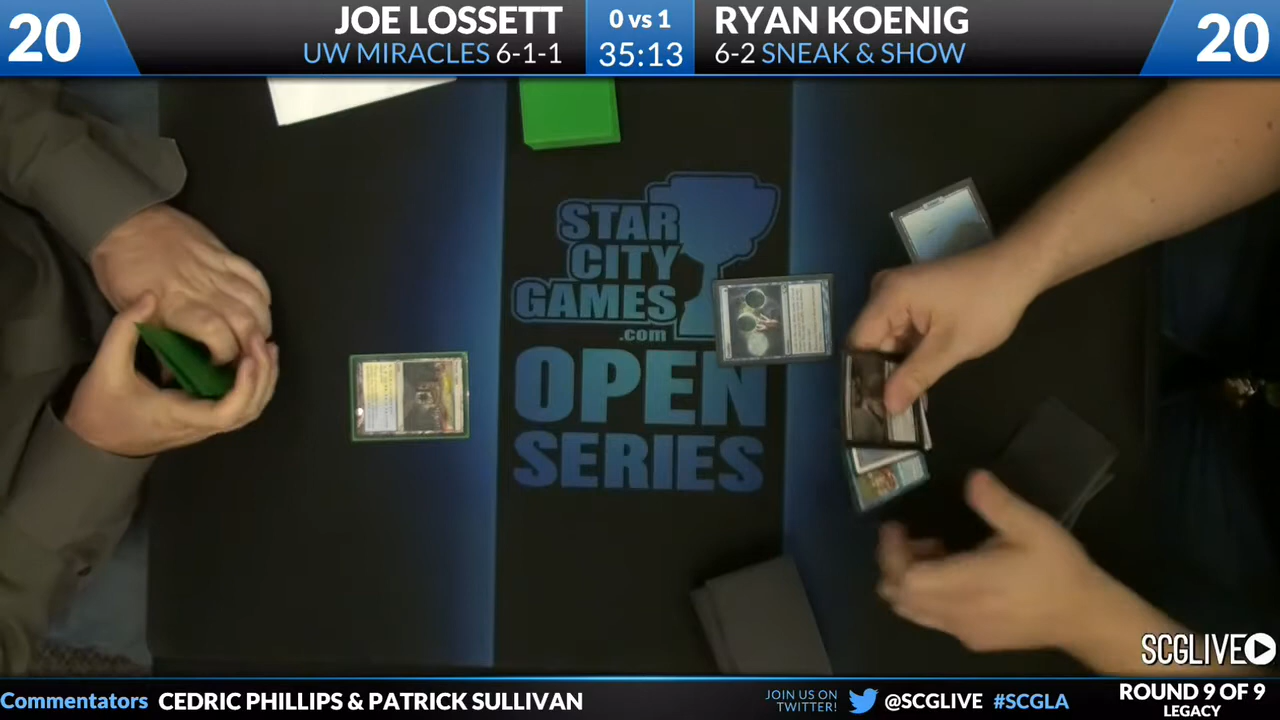 20
JOE LOSSETT
UW MIRACLES 6-1-1
0 vs 1
35:13
RYAN KOENIG
6-2 SNEAK & SHOW
20
STAR
CITY
GAMES
.com
OPEN
SERIES
SCGLIVE
Commentators CEDRIC PHILLIPS & PATRICK SULLIVAN
JOIN US ON
TWITTER!
@SCGLIVE #SCGLA
ROUND 9 OF 9
LEGACY